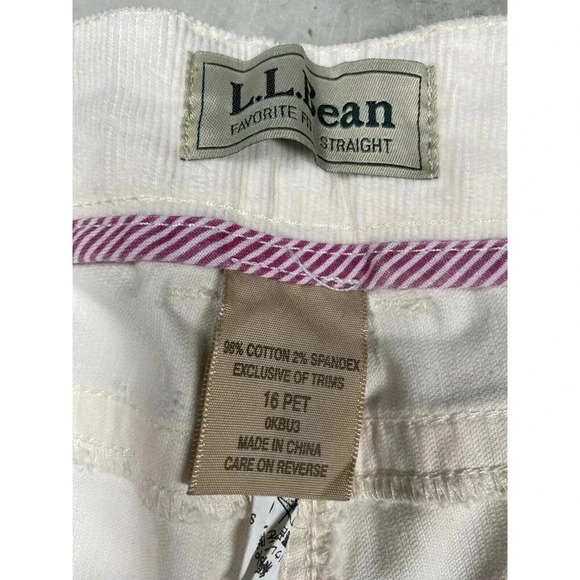 L.L.Bean
FAVORITE FI STRAIGHT
98% COTTON 2% SPANDEX
EXCLUSIVE OF TRIMS
16 PET
0KBU3
MADE IN CHINA
CARE ON REVERSE